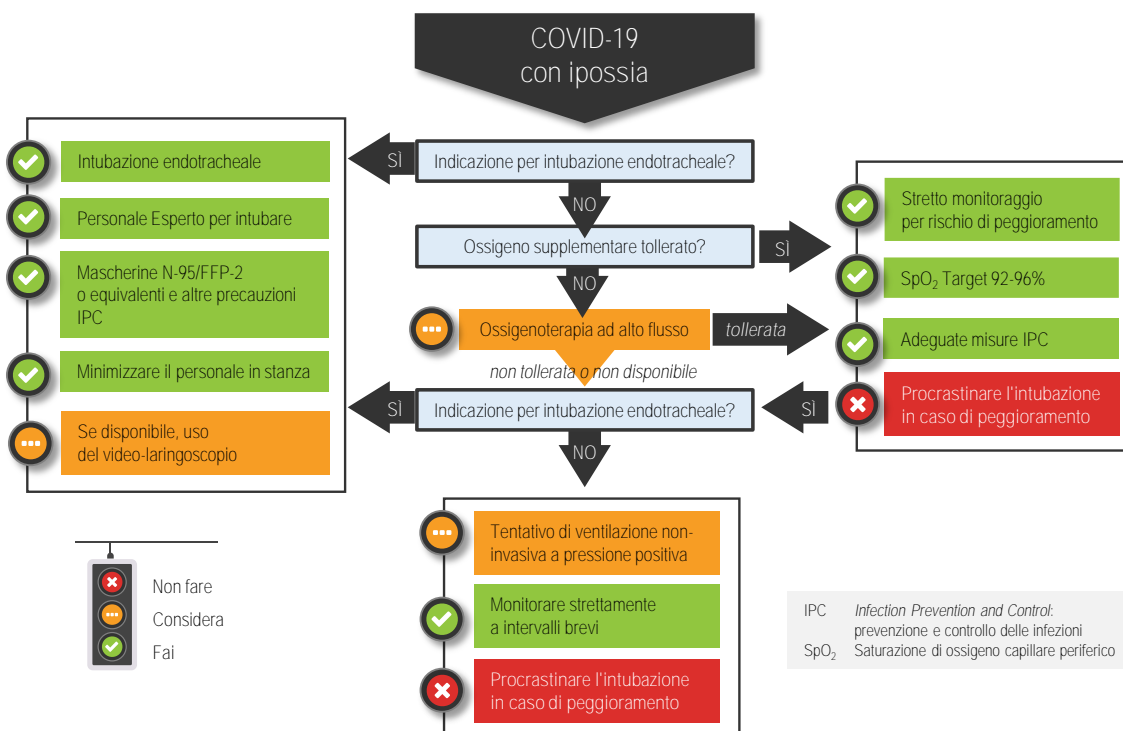 COVID-19
con ipossia
Indicazione per intubazione endotracheale?
SÌ
Intubazione endotracheale
Personale Esperto per intubare
Mascherine N-95/FFP-2
o equivalenti e altre precauzioni
IPC
Minimizzare il personale in stanza
Se disponibile, uso
del video-laringoscopio
NO
Ossigeno supplementare tollerato?
SÌ
Stretto monitoraggio
per rischio di peggioramento
SpO₂ Target 92-96%
Adeguate misure IPC
Procrastinare l'intubazione
in caso di peggioramento
NO
Ossigenoterapia ad alto flusso
tollerata
non tollerata o non disponibile
SÌ
Indicazione per intubazione endotracheale?
SÌ
NO
Tentativo di ventilazione non-
invasiva a pressione positiva
Monitorare strettamente
a intervalli brevi
Procrastinare l'intubazione
in caso di peggioramento
Non fare
Considera
Fai
IPC Infection Prevention and Control:
prevenzione e controllo delle infezioni
SpO₂ Saturazione di ossigeno capillare periferico